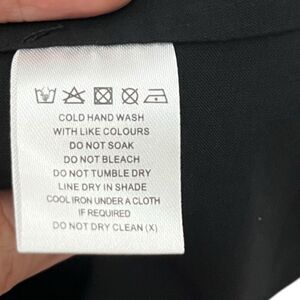 COLD HAND WASH
WITH LIKE COLOURS
DO NOT SOAK
DO NOT BLEACH
DO NOT TUMBLE DRY
LINE DRY IN SHADE
COOL IRON UNDER A CLOTH
IF REQUIRED
DO NOT DRY CLEAN (X)